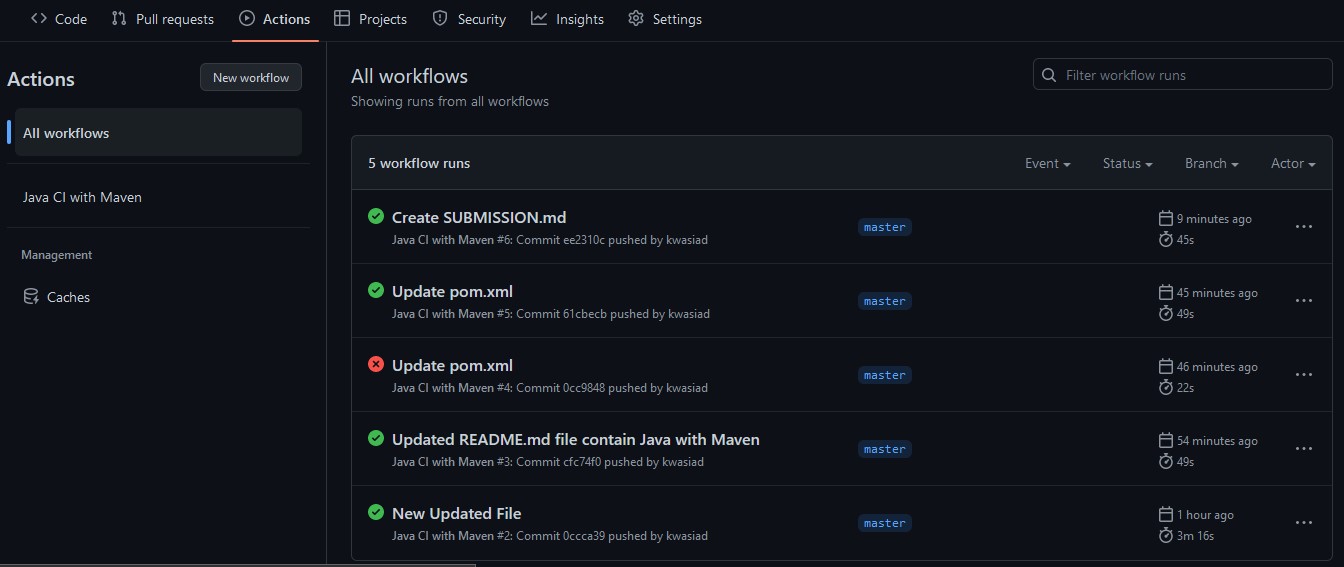 Code Pull requests Actions Projects Security Insights Settings
Actions
New workflow
All workflows
Java CI with Maven
Management
Caches
All workflows
Showing runs from all workflows
Filter workflow runs
5 workflow runs Event Status Branch Actor
Create SUBMISSION.md
Java CI with Maven #6: Commit ee2310c pushed by kwasiad
master
9 minutes ago
45s
Update pom.xml
Java CI with Maven #5: Commit 61cbecb pushed by kwasiad
master
45 minutes ago
49s
Update pom.xml
Java CI with Maven #4: Commit 0cc9848 pushed by kwasiad
master
46 minutes ago
22s
Updated README.md file contain Java with Maven
Java CI with Maven #3: Commit cfc74f0 pushed by kwasiad
master
54 minutes ago
49s
New Updated File
Java CI with Maven #2: Commit 0ccca39 pushed by kwasiad
master
1 hour ago
3m 16s